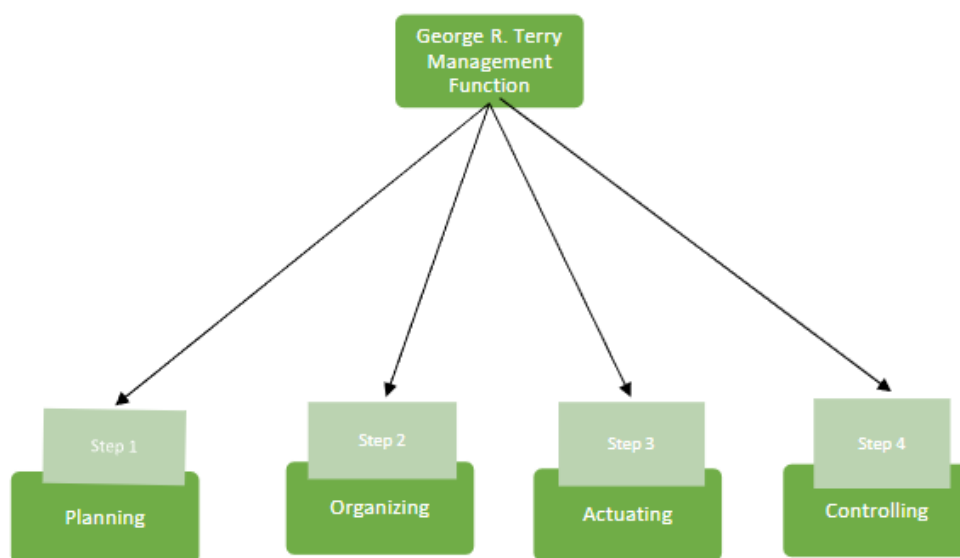 George R. Terry
Management
Function
Step 1
Step 2
Step 3
Step 4
Planning
Organizing
Actuating
Controlling